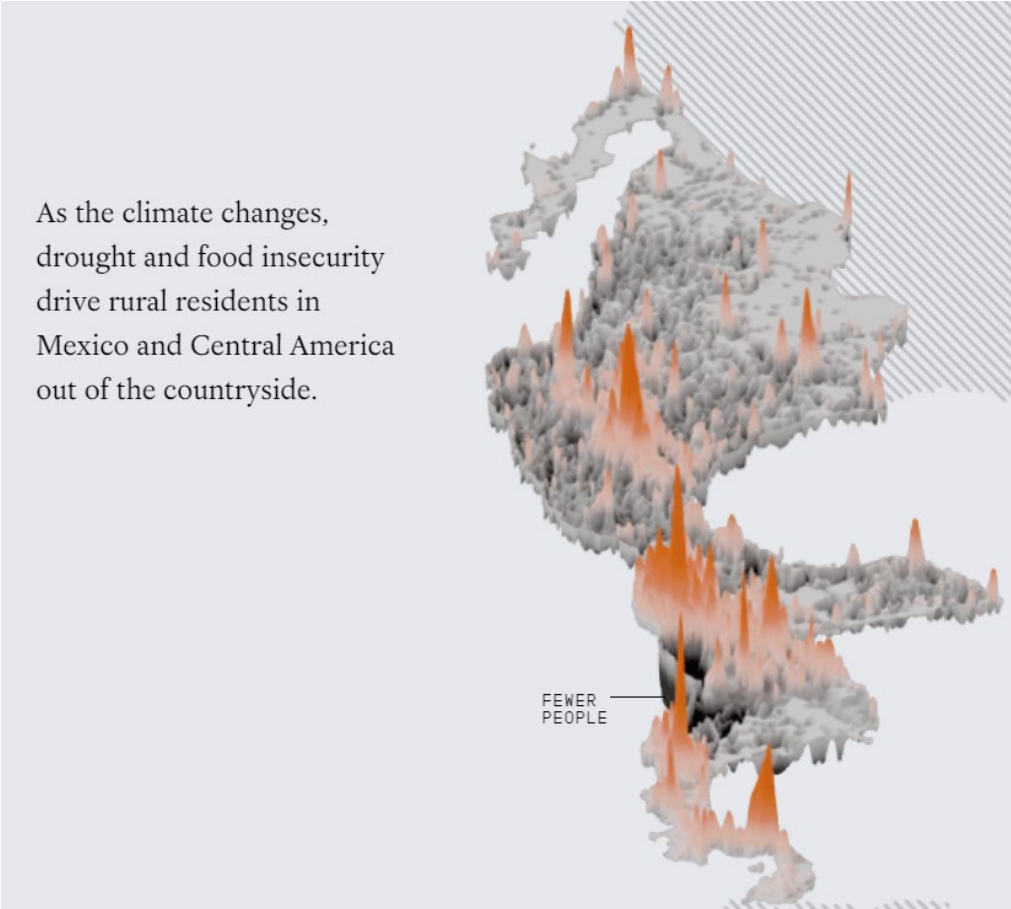 As the climate changes,
drought and food insecurity
drive rural residents in
Mexico and Central America
out of the countryside.
FEWER
PEOPLE